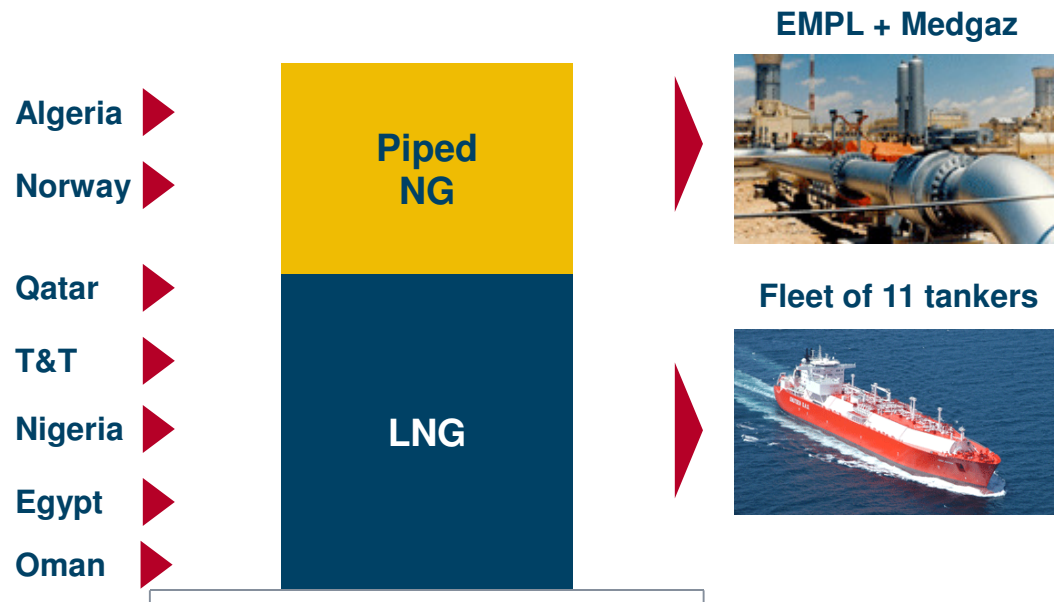 EMPL + Medgaz
Algeria
Norway
Piped
NG
Qatar
T&T
Nigeria
Egypt
Oman
LNG
Fleet of 11 tankers